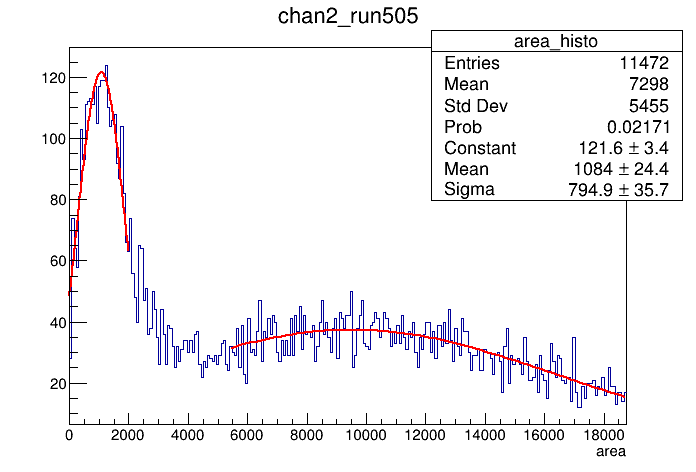 chan2_run505
area_histo
Entries 11472
Mean 7298
Std Dev 5455
Prob 0.02171
Constant 121.6 ± 3.4
Mean 1084 ± 24.4
Sigma 794.9 ± 35.7
120
100
80
60
40
20
0 2000 4000 6000 8000 10000 12000 14000 16000 18000
area